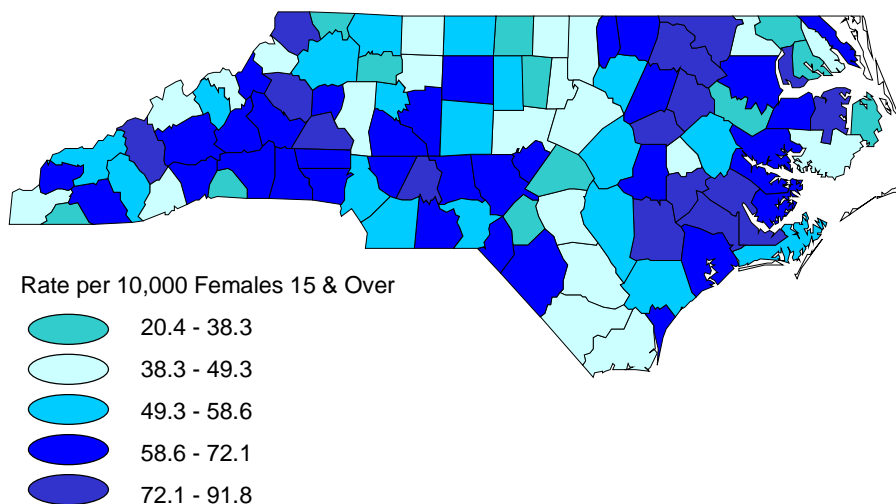 Rate per 10,000 Females 15 & Over
20.4 - 38.3
38.3 - 49.3
49.3 - 58.6
58.6 - 72.1
72.1 - 91.8